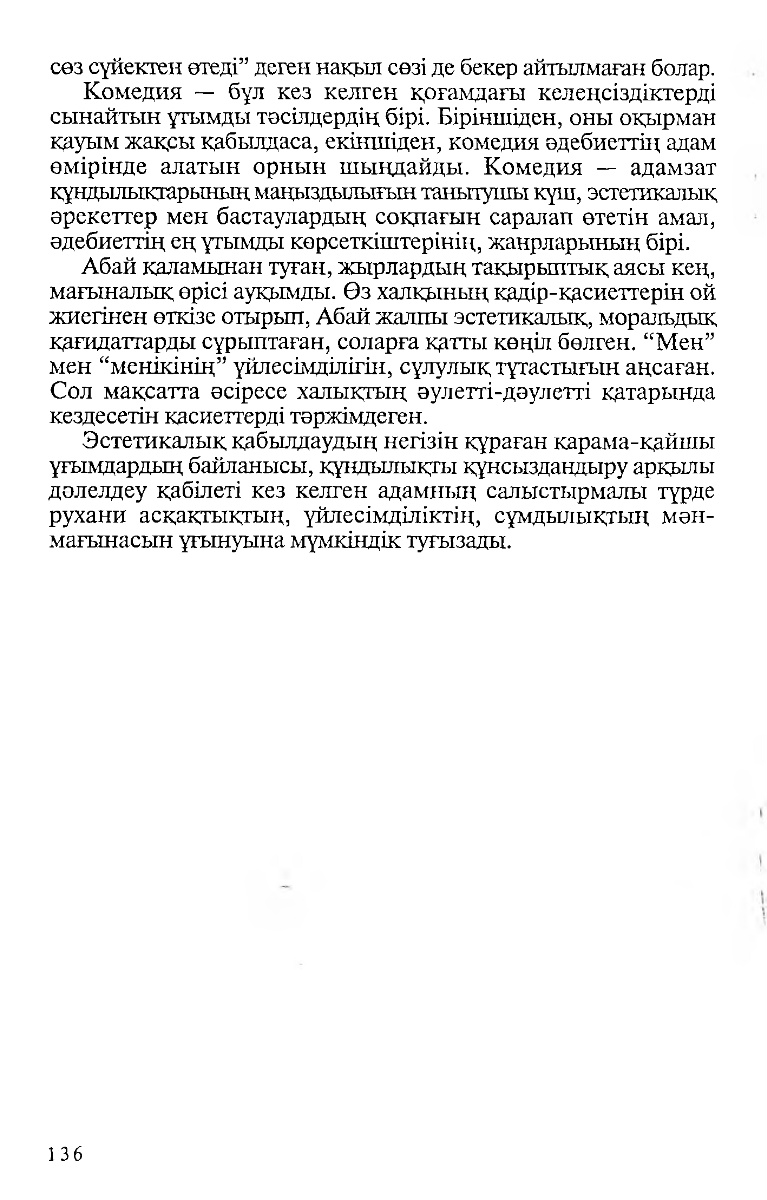 сөз сүйектен өтеді” деген нақыл сөзі де бекер айтылмаған болар.
Комедия — бұл кез келген қоғамдағы келеңсіздіктерді
сынайтын ұтымды тәсілдердің бірі. Біріншіден, оны оқырман
қауым жақсы қабылдаса, екіншіден, комедия әдебиеттің адам
өмірінде алатын орнын шыңдайды. Комедия — адамзат
құндылықтарының маңыздылығын танытушы күш, эстетикалық
әрекеттер мен бастаулардың соқпағын саралап өтетін амал,
әдебиеттің ең ұтымды көрсеткіштерінің, жанрларының бірі.
Абай қаламынан туған, жырлардың тақырыптық аясы кең,
мағыналық өрісі ауқымды. Өз халқының қадір-қасиеттерін ой
жиегінен өткізе отырып, Абай жалпы эстетикалық, моральдық
қағидаттарды сұрыптаған, соларға қатты көңіл бөлген. “Мен”
мен “менікінің” үйлесімділігін, сұлулық тұтастығын аңсаған.
Сол мақсатта әсіресе халықтың әулетті-дәулетті қатарында
кездесетін қасиеттерді тәржімдеген.
Эстетикалық қабылдаудың негізін құраған қарама-қайшы
ұғымдардың байланысы, құндылықты құнсыздандыру арқылы
дәлелдеу қабілеті кез келген адамның салыстырмалы түрде
рухани асқақтықтың, үйлесімділіктің, сұмдылықтың мән-
мағынасын ұғынуына мүмкіндік туғызады.
136